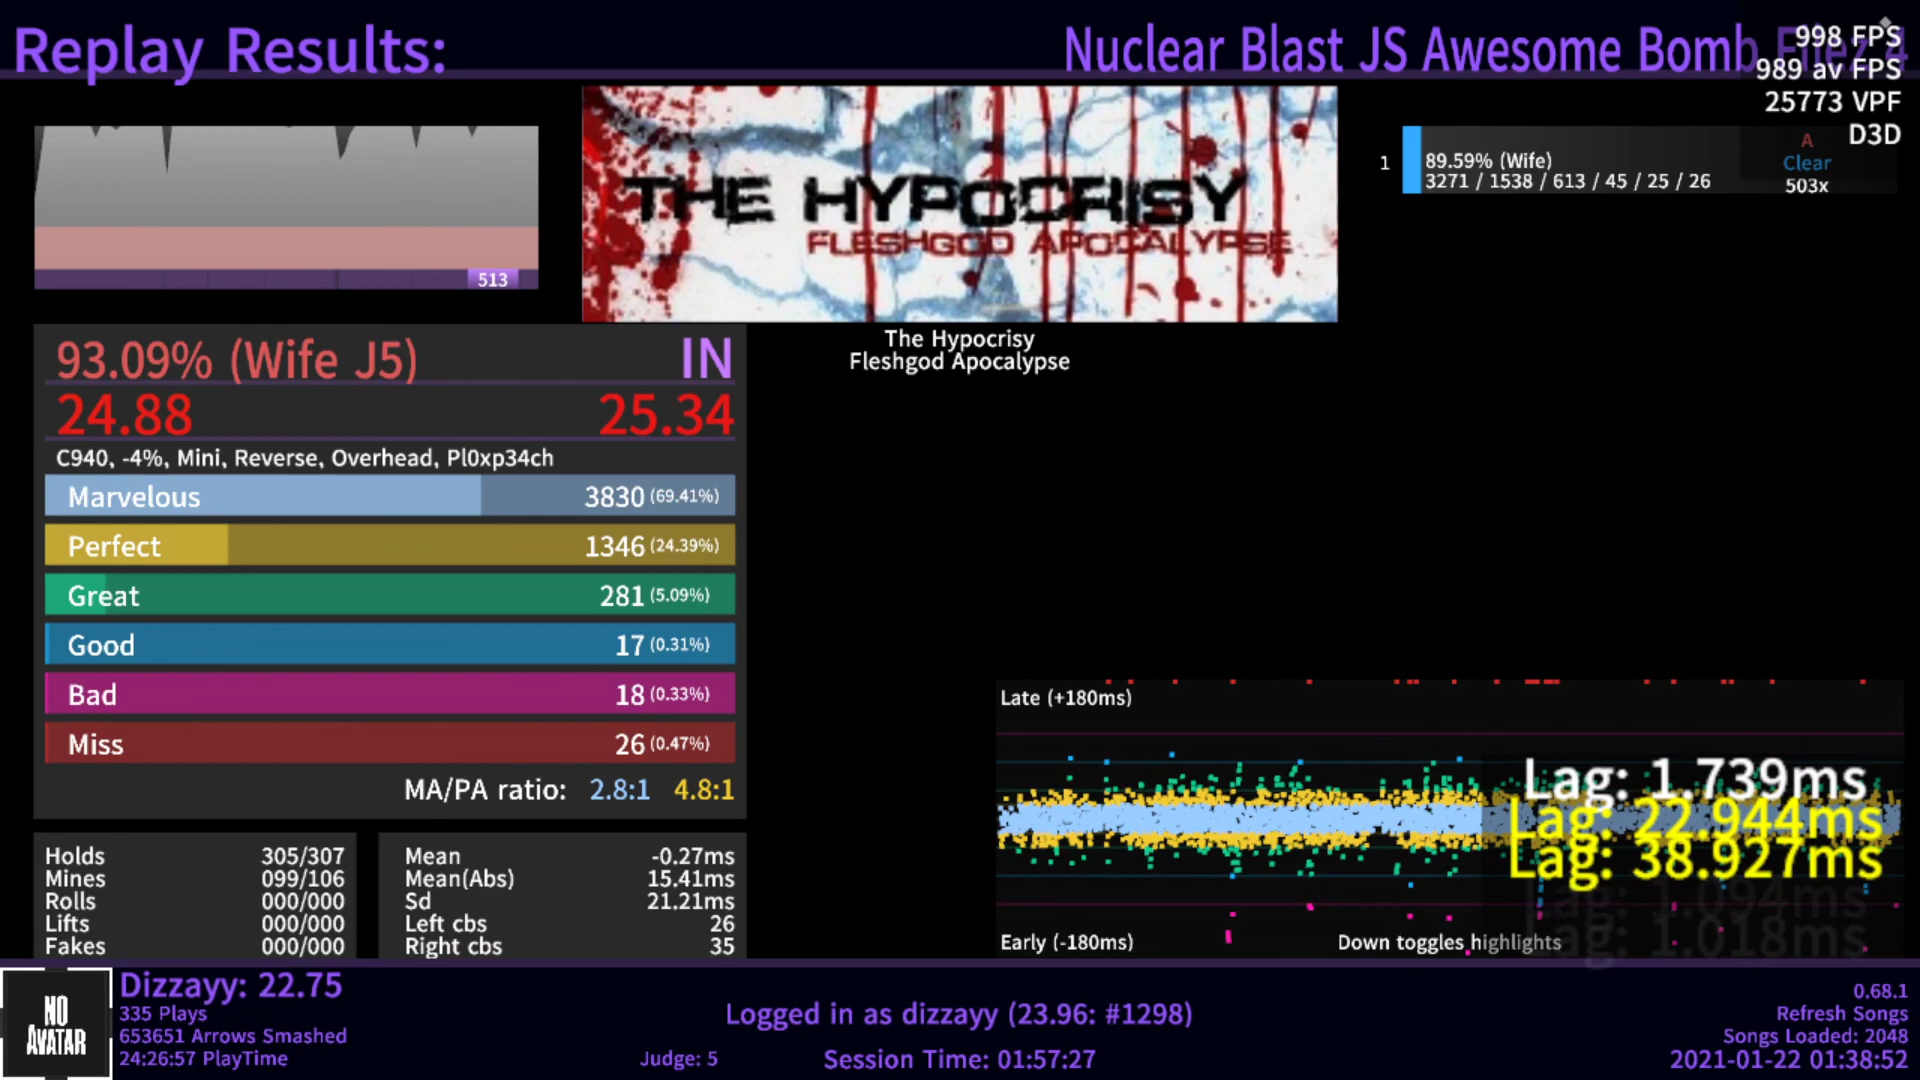 Replay Results:
Nuclear Blast JS Awesome Bomb Filez 4
998 FPS
989 av FPS
25773 VPF
D3D
513
THE HYPOCRISY
FLESHGOD APOCALYPSE
The Hypocrisy
Fleshgod Apocalypse
1
89.59% (Wife)
3271 / 1538 / 613 / 45 / 25 / 26
A
Clear
503x
93.09% (Wife J5)
IN
24.88
25.34
C940, -4%, Mini, Reverse, Overhead, Pl0xp34ch
Marvelous 3830 (69.41%)
Perfect 1346 (24.39%)
Great 281 (5.09%)
Good 17 (0.31%)
Bad 18 (0.33%)
Miss 26 (0.47%)
MA/PA ratio: 2.8:1 4.8:1
Holds 305/307
Mines 099/106
Rolls 000/000
Lifts 000/000
Fakes 000/000
Mean -0.27ms
Mean(Abs) 15.41ms
Sd 21.21ms
Left cbs 26
Right cbs 35
Late (+180ms)
Lag: 1.739ms
Lag: 22.944ms
Lag: 38.927ms
Lag: 1.094ms
Lag: 1.018ms
Early (-180ms)
Down toggles highlights
NO
AVATAR
Dizzayy: 22.75
335 Plays
653651 Arrows Smashed
24:26:57 PlayTime
Judge: 5
Logged in as dizzayy (23.96: #1298)
Session Time: 01:57:27
0.68.1
Refresh Songs
Songs Loaded: 2048
2021-01-22 01:38:52